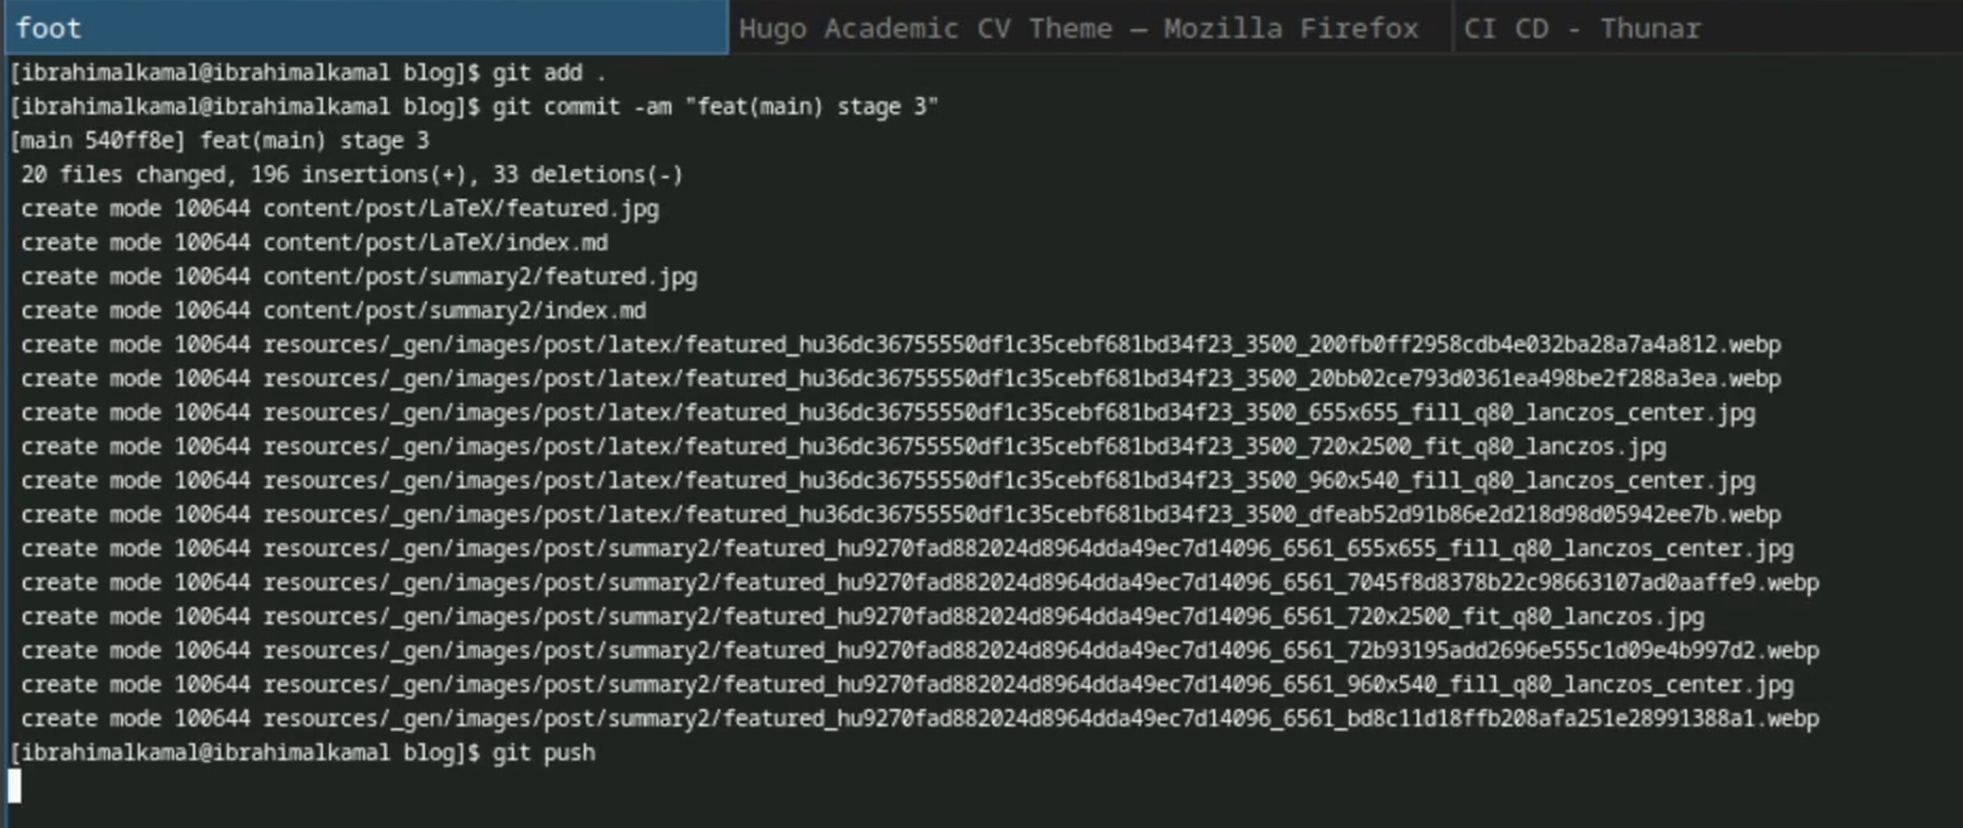 foot
Hugo Academic CV Theme — Mozilla Firefox
CI CD - Thunar
[ibrahimalkamal@ibrahimalkamal blog]$ git add .
[ibrahimalkamal@ibrahimalkamal blog]$ git commit -am "feat(main) stage 3"
[main 540ff8e] feat(main) stage 3
20 files changed, 196 insertions(+), 33 deletions(-)
create mode 100644 content/post/LaTeX/featured.jpg
create mode 100644 content/post/LaTeX/index.md
create mode 100644 content/post/summary2/featured.jpg
create mode 100644 content/post/summary2/index.md
create mode 100644 resources/_gen/images/post/latex/featured_hu36dc36755550df1c35cebf681bd34f23_3500_200fb0ff2958cdb4e032ba28a7a4a812.webp
create mode 100644 resources/_gen/images/post/latex/featured_hu36dc36755550df1c35cebf681bd34f23_3500_20bb02ce793d0361ea498be2f288a3ea.webp
create mode 100644 resources/_gen/images/post/latex/featured_hu36dc36755550df1c35cebf681bd34f23_3500_655x655_fill_q80_lanczos_center.jpg
create mode 100644 resources/_gen/images/post/latex/featured_hu36dc36755550df1c35cebf681bd34f23_3500_720x2500_fit_q80_lanczos.jpg
create mode 100644 resources/_gen/images/post/latex/featured_hu36dc36755550df1c35cebf681bd34f23_3500_960x540_fill_q80_lanczos_center.jpg
create mode 100644 resources/_gen/images/post/latex/featured_hu36dc36755550df1c35cebf681bd34f23_3500_dfeab52d91b86e2d218d98d05942ee7b.webp
create mode 100644 resources/_gen/images/post/summary2/featured_hu9270fad882024d8964dda49ec7d14096_6561_655x655_fill_q80_lanczos_center.jpg
create mode 100644 resources/_gen/images/post/summary2/featured_hu9270fad882024d8964dda49ec7d14096_6561_7045f8d8378b22c98663107ad0aaffe9.webp
create mode 100644 resources/_gen/images/post/summary2/featured_hu9270fad882024d8964dda49ec7d14096_6561_720x2500_fit_q80_lanczos.jpg
create mode 100644 resources/_gen/images/post/summary2/featured_hu9270fad882024d8964dda49ec7d14096_6561_72b93195add2696e555c1d09e4b997d2.webp
create mode 100644 resources/_gen/images/post/summary2/featured_hu9270fad882024d8964dda49ec7d14096_6561_960x540_fill_q80_lanczos_center.jpg
create mode 100644 resources/_gen/images/post/summary2/featured_hu9270fad882024d8964dda49ec7d14096_6561_bd8c11d18ffb208afa251e28991388a1.webp
[ibrahimalkamal@ibrahimalkamal blog]$ git push